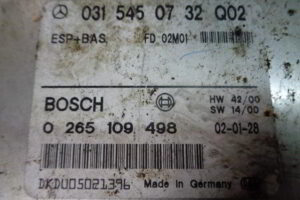 031 545 07 32 Q02
ESP+BAS FD 02M01
BOSCH
HW 42/00
SW 14/00
0 265 109 498 02-01-28
DKDU05021396 Made in Germany